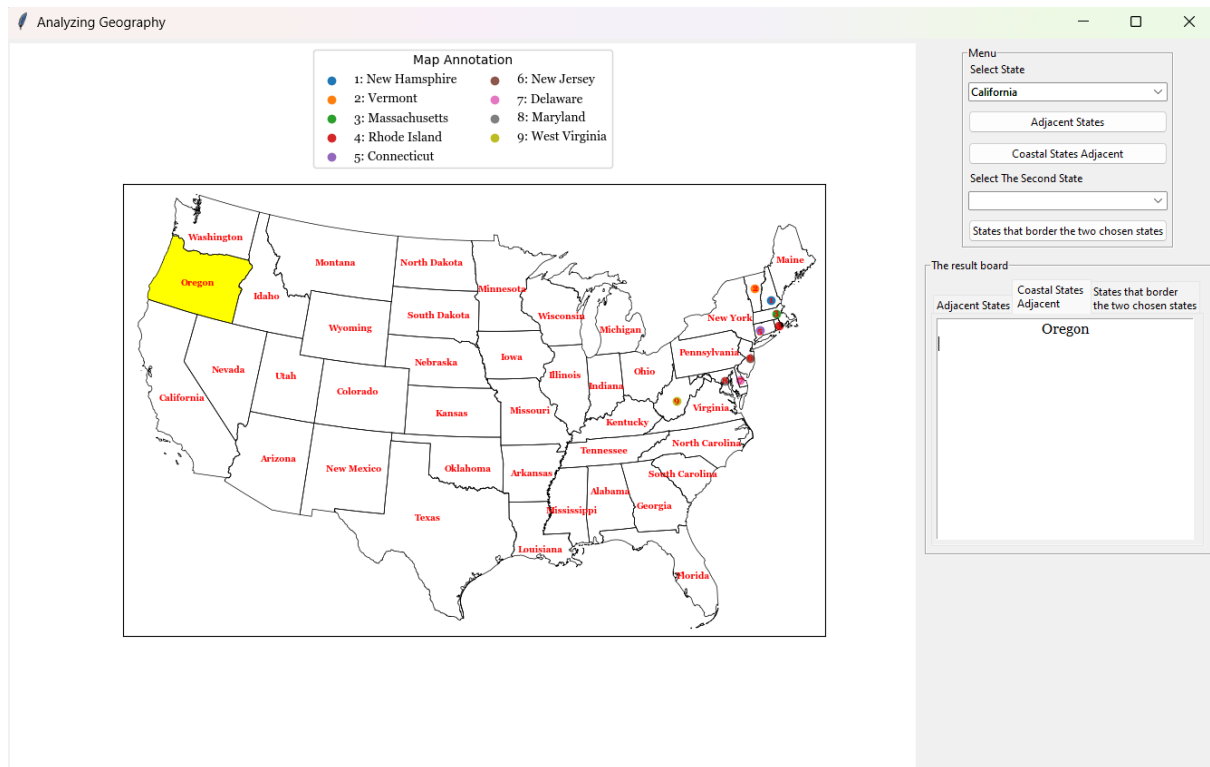 Analyzing Geography
Map Annotation
1: New Hamsphire
2: Vermont
3: Massachusetts
4: Rhode Island
5: Connecticut
6: New Jersey
7: Delaware
8: Maryland
9: West Virginia
Washington
Oregon
Idaho
Montana
North Dakota
Minnesota
Wisconsin
Michigan
New York
Maine
Wyoming
South Dakota
Nebraska
Iowa
Illinois
Indiana
Ohio
Pennsylvania
Nevada
Utah
Colorado
Kansas
Missouri
Kentucky
Virginia
California
Arizona
New Mexico
Oklahoma
Arkansas
Tennessee
North Carolina
South Carolina
Texas
Louisiana
Mississippi
Alabama
Georgia
Florida
Menu
Select State
California
Adjacent States
Coastal States Adjacent
Select The Second State
States that border the two chosen states
The result board
Adjacent States
Coastal States
Adjacent
States that border
the two chosen states
Oregon